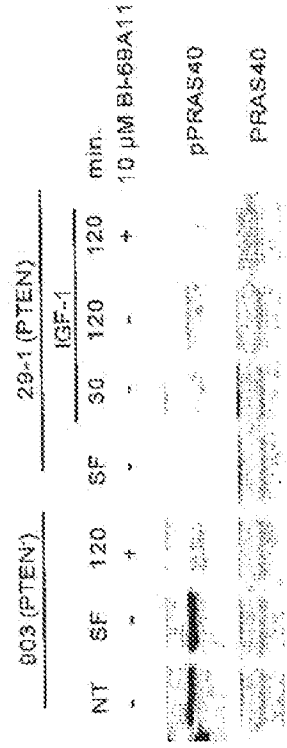 903 (PTEN⁻) 29-1 (PTEN)
IGF-1
NT SF 120 SF 30 120 120 min.
- - + - - - + 10 µM BI-69A11
pPRAS40
PRAS40